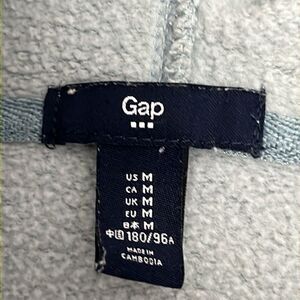 Gap
US M
CA M
UK M
EU M
日本 M
中国 180/96A
MADE IN
CAMBODIA